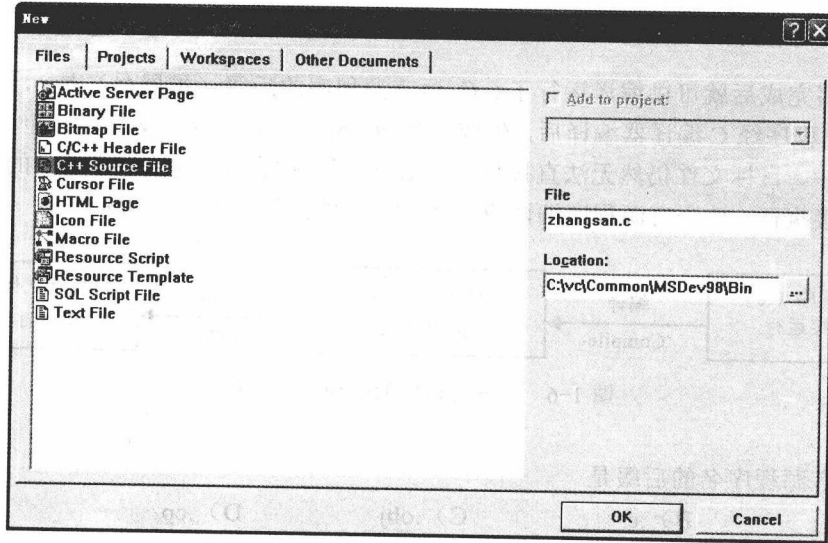 New
Files Projects Workspaces Other Documents
Active Server Page
Binary File
Bitmap File
C/C++ Header File
C++ Source File
Cursor File
HTML Page
Icon File
Macro File
Resource Script
Resource Template
SQL Script File
Text File
Add to project:
File
zhangsan.c
Location:
C:\vc\Common\MSDev98\Bin
...
OK
Cancel